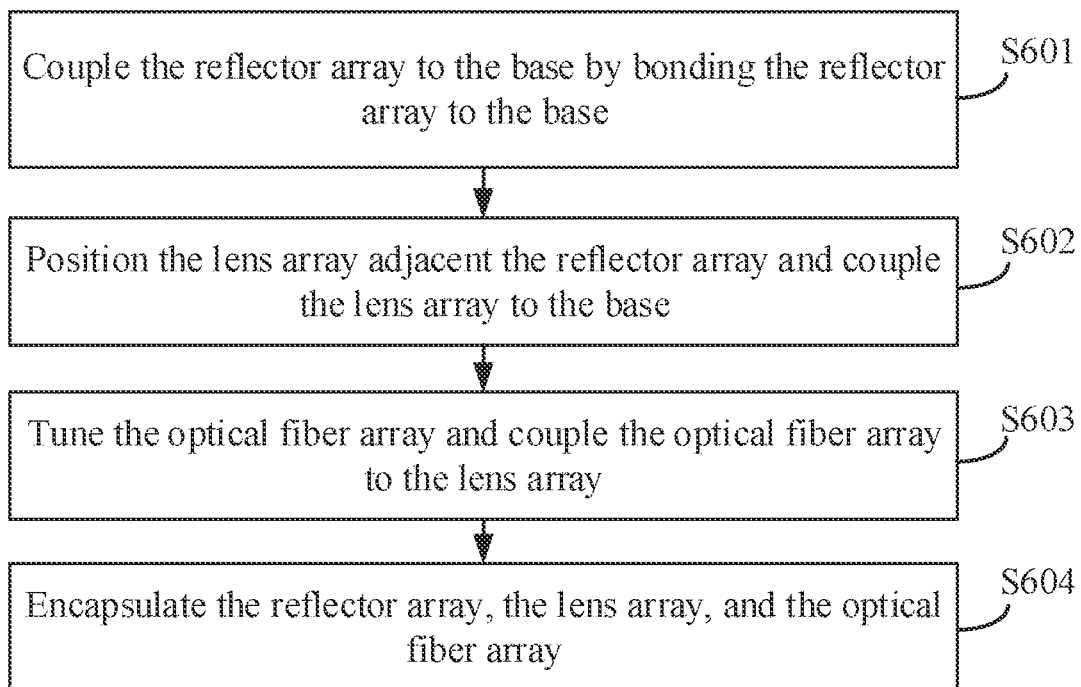 Couple the reflector array to the base by bonding the reflector
array to the base
S601
Position the lens array adjacent the reflector array and couple
the lens array to the base
S602
Tune the optical fiber array and couple the optical fiber array
to the lens array
S603
Encapsulate the reflector array, the lens array, and the optical
fiber array
S604